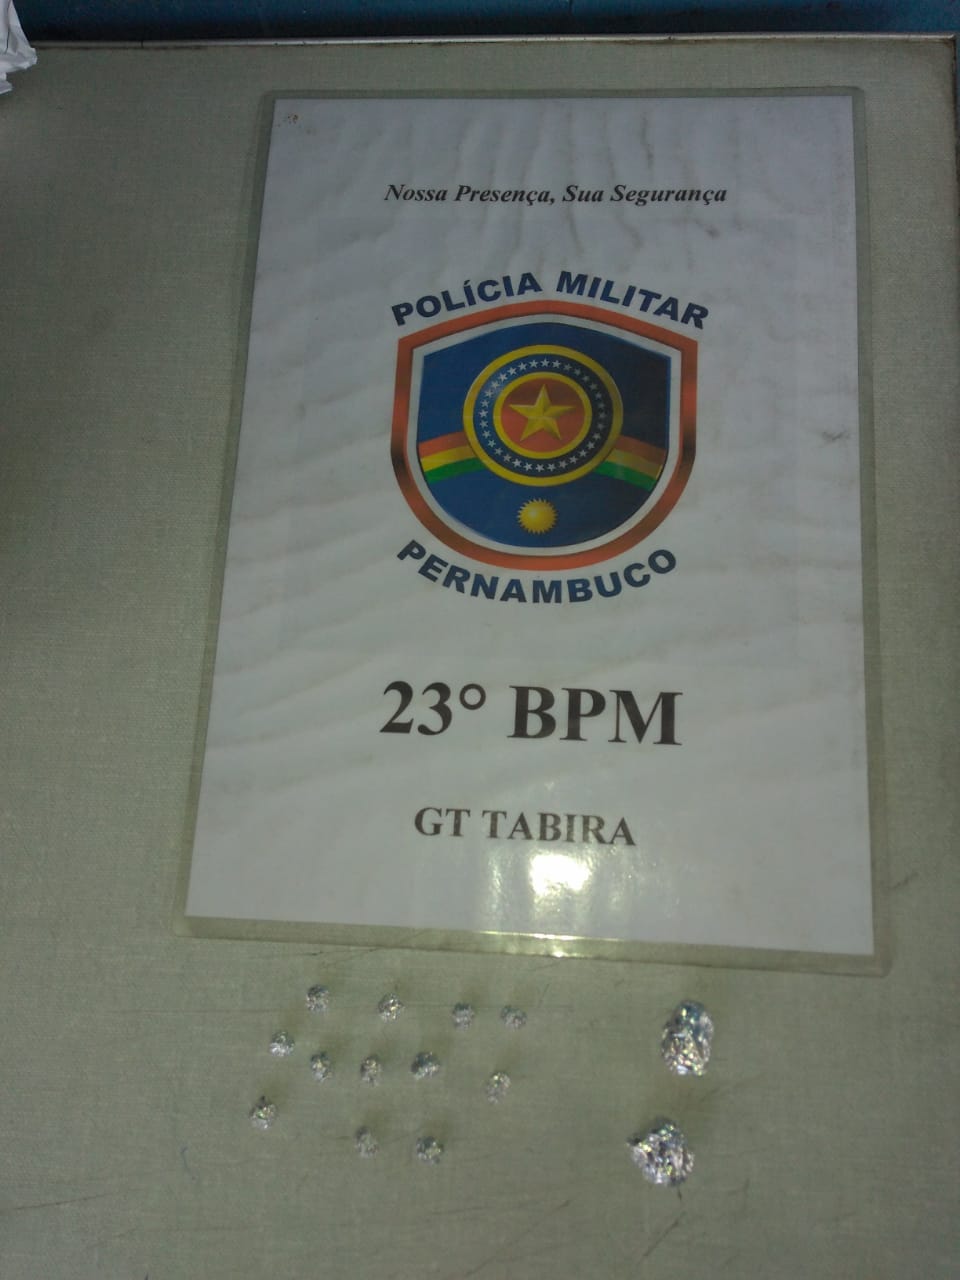 Nossa Presença, Sua Segurança
POLÍCIA MILITAR
PERNAMBUCO
23° BPM
GT TABIRA